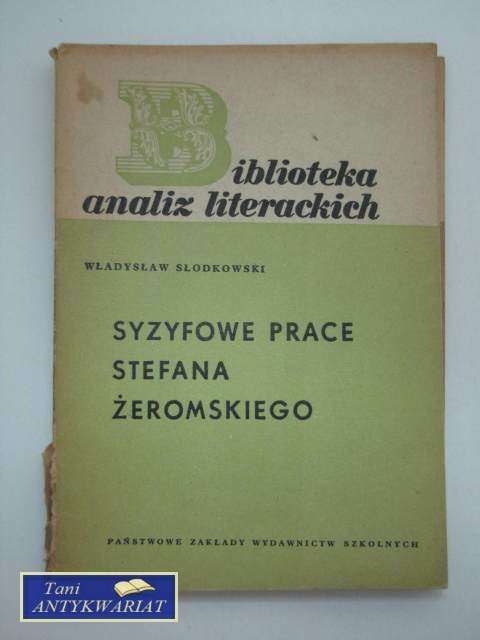 Biblioteka
analiz literackich
WŁADYSŁAW SŁODKOWSKI
SYZYFOWE PRACE
STEFANA
ŻEROMSKIEGO
PAŃSTWOWE ZAKŁADY WYDAWNICTW SZKOLNYCH
Tani
ANTYKWARIAT